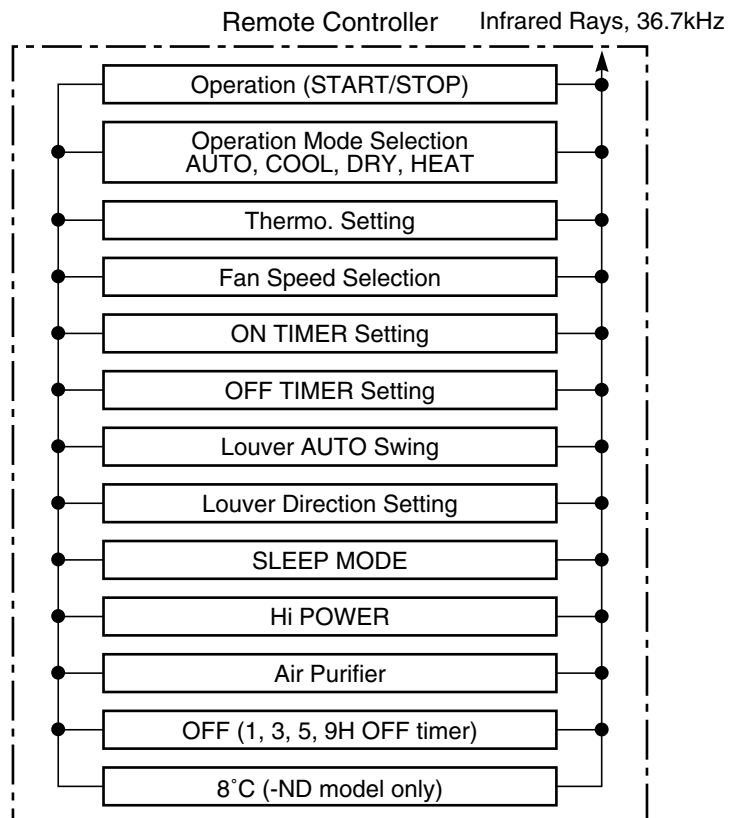 Remote Controller
Infrared Rays, 36.7kHz
Operation (START/STOP)
Operation Mode Selection
AUTO, COOL, DRY, HEAT
Thermo. Setting
Fan Speed Selection
ON TIMER Setting
OFF TIMER Setting
Louver AUTO Swing
Louver Direction Setting
SLEEP MODE
Hi POWER
Air Purifier
OFF (1, 3, 5, 9H OFF timer)
8˚C (-ND model only)